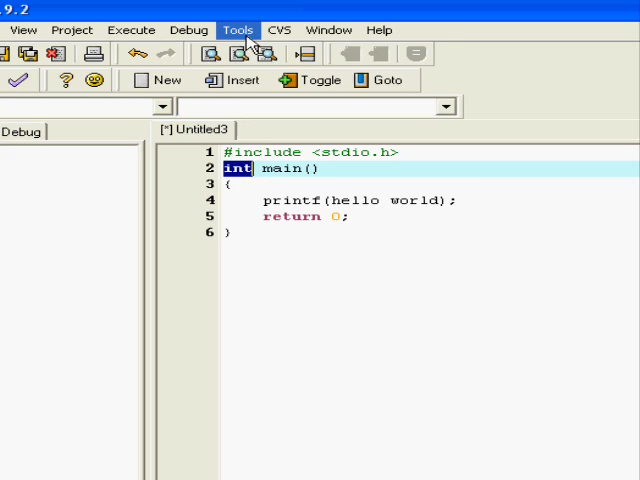 9.2
View Project Execute Debug Tools CVS Window Help
New Insert Toggle Goto
Debug [*] Untitled3
1 #include <stdio.h>
2 int main()
3 {
4 printf(hello world);
5 return 0;
6 }